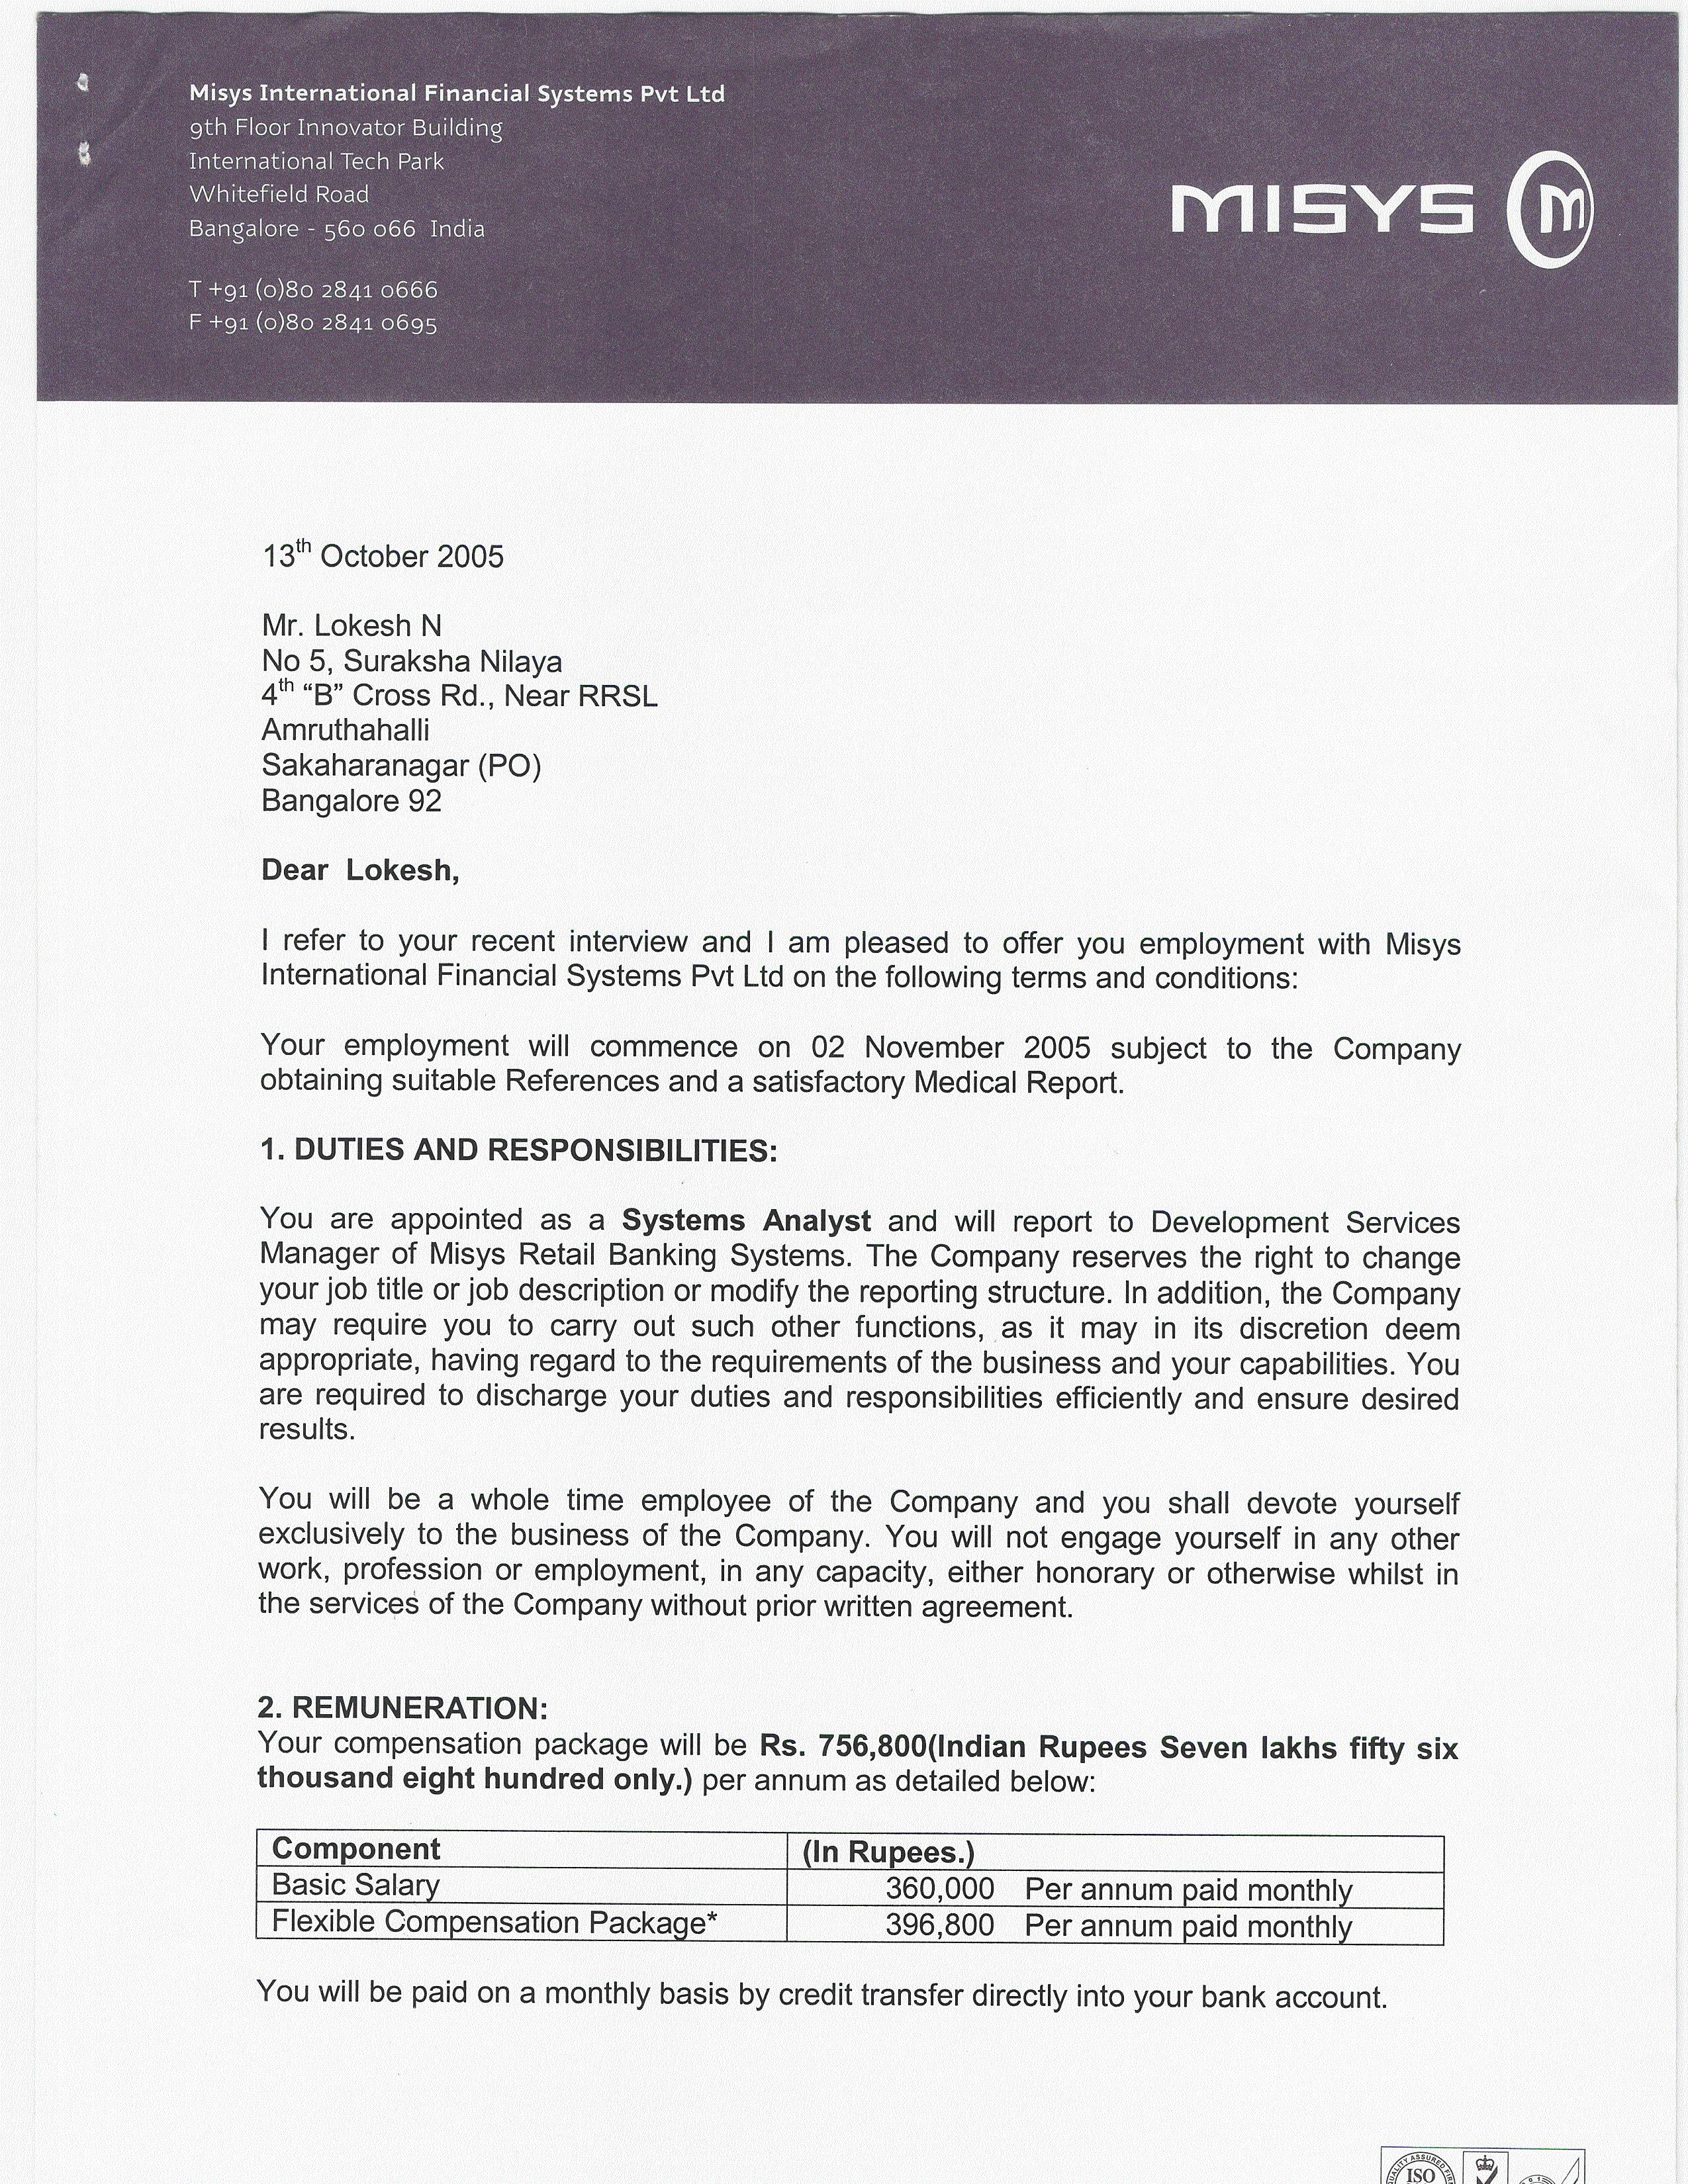 Misys International Financial Systems Pvt Ltd
9th Floor Innovator Building
International Tech Park
Whitefield Road
Bangalore - 560 066 India
T +91 (0)80 2841 0666
F +91 (0)80 2841 0695
MISYS m
13th October 2005
Mr. Lokesh N
No 5, Suraksha Nilaya
4th “B” Cross Rd., Near RRSL
Amruthahalli
Sakaharanagar (PO)
Bangalore 92
Dear Lokesh,
I refer to your recent interview and I am pleased to offer you employment with Misys
International Financial Systems Pvt Ltd on the following terms and conditions:
Your employment will commence on 02 November 2005 subject to the Company
obtaining suitable References and a satisfactory Medical Report.
1. DUTIES AND RESPONSIBILITIES:
You are appointed as a Systems Analyst and will report to Development Services
Manager of Misys Retail Banking Systems. The Company reserves the right to change
your job title or job description or modify the reporting structure. In addition, the Company
may require you to carry out such other functions, as it may in its discretion deem
appropriate, having regard to the requirements of the business and your capabilities. You
are required to discharge your duties and responsibilities efficiently and ensure desired
results.
You will be a whole time employee of the Company and you shall devote yourself
exclusively to the business of the Company. You will not engage yourself in any other
work, profession or employment, in any capacity, either honorary or otherwise whilst in
the services of the Company without prior written agreement.
2. REMUNERATION:
Your compensation package will be Rs. 756,800(Indian Rupees Seven lakhs fifty six
thousand eight hundred only.) per annum as detailed below:
Component (In Rupees.)
Basic Salary 360,000 Per annum paid monthly
Flexible Compensation Package* 396,800 Per annum paid monthly
You will be paid on a monthly basis by credit transfer directly into your bank account.
ISO